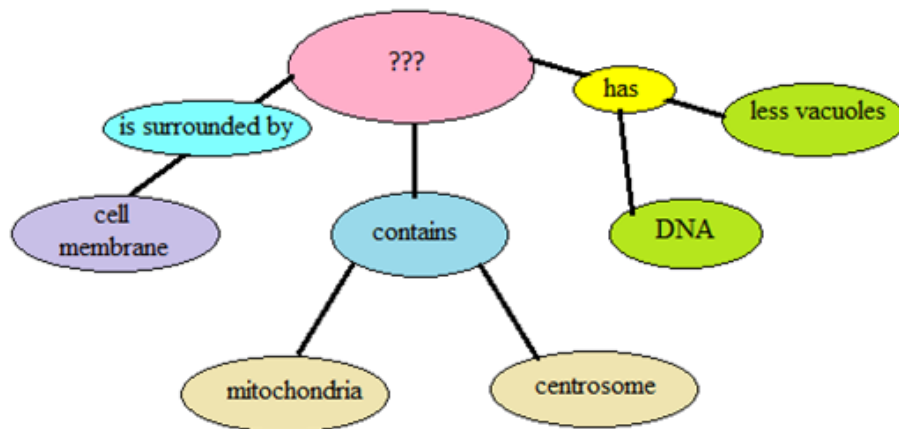 ???
has
less vacuoles
is surrounded by
cell
membrane
contains
DNA
mitochondria
centrosome